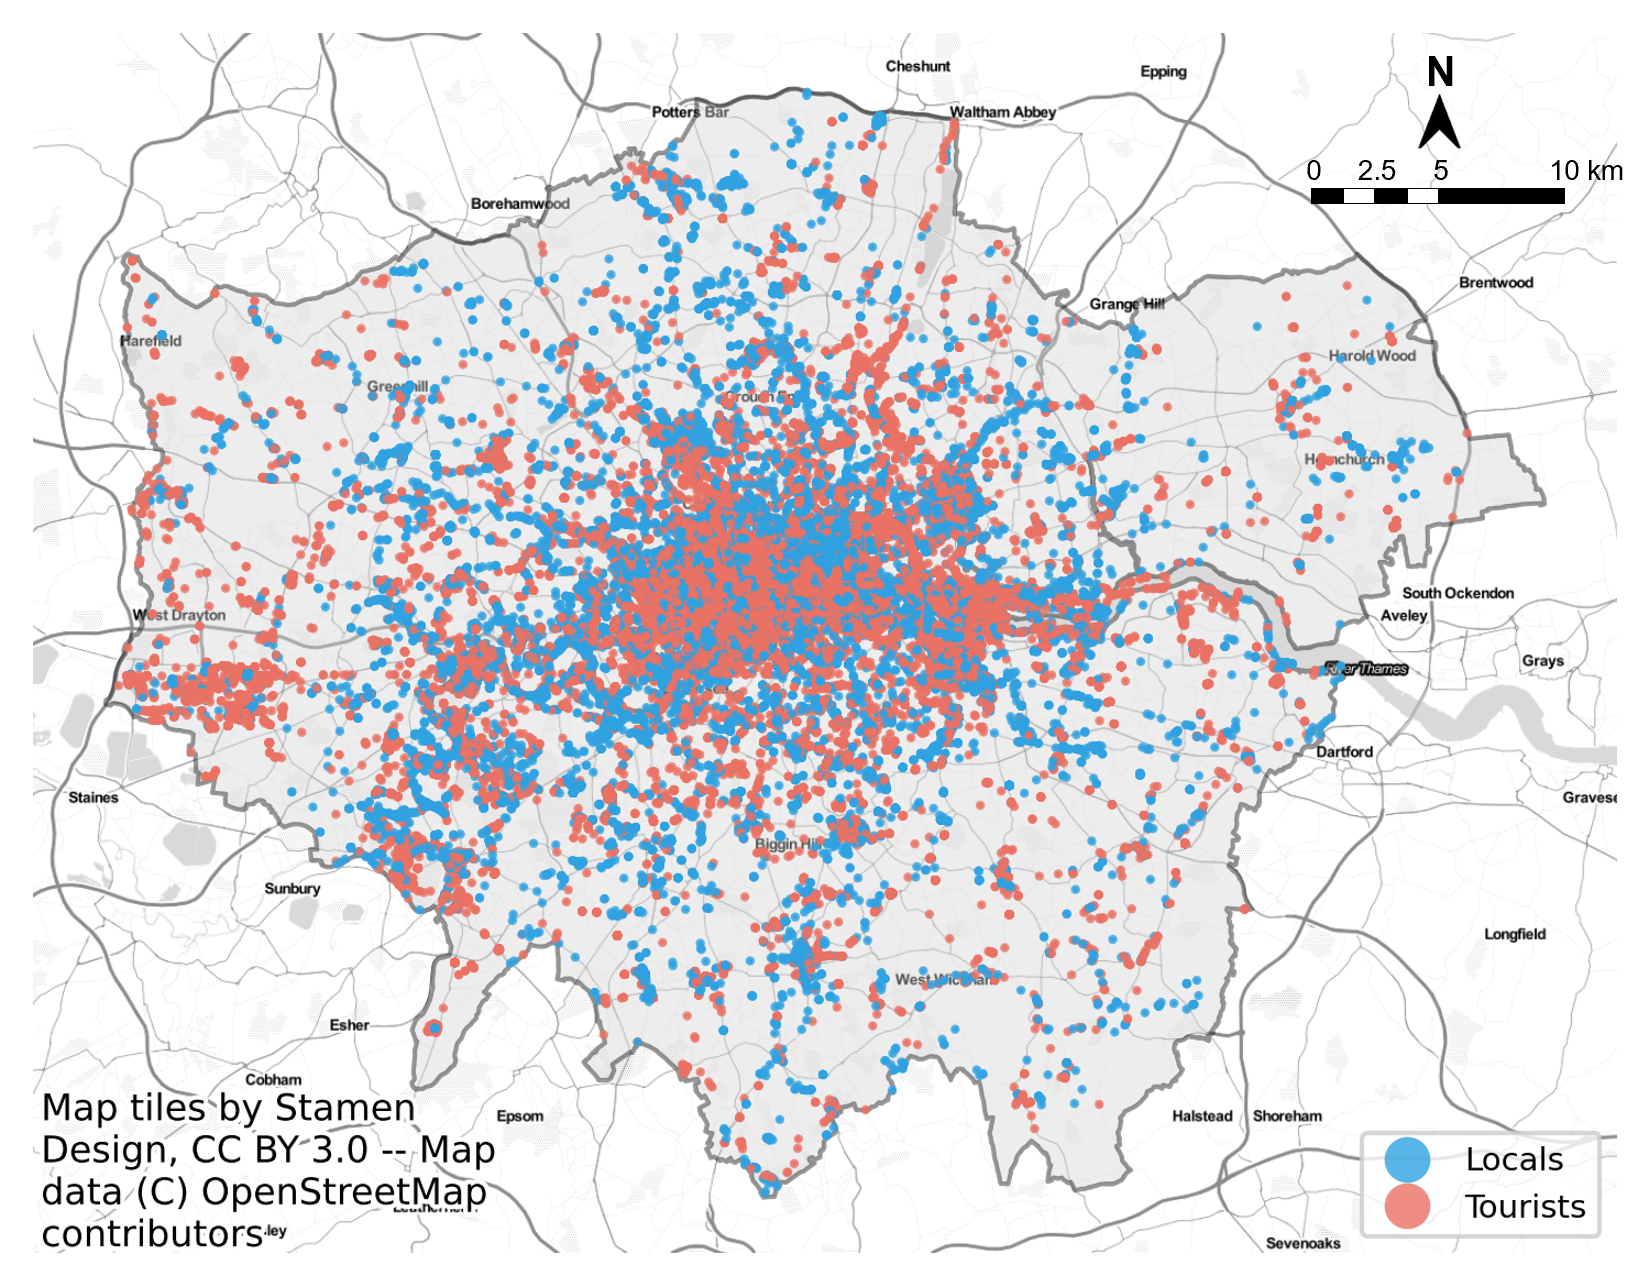 Cheshunt
Epping
N
Potters Bar
Waltham Abbey
0 2.5 5 10 km
Borehamwood
Brentwood
Grange Hill
Harefield
Harold Wood
Greenhill
Crouch End
Hornchurch
South Ockendon
West Drayton
Aveley
River Thames
Grays
Dartford
Staines
Biggin Hill
Sunbury
Longfield
West Wickham
Esher
Cobham
Map tiles by Stamen
Epsom
Halstead
Shoreham
Design, CC BY 3.0 -- Map
Locals
data (C) OpenStreetMap
Tourists
contributors
Sevenoaks